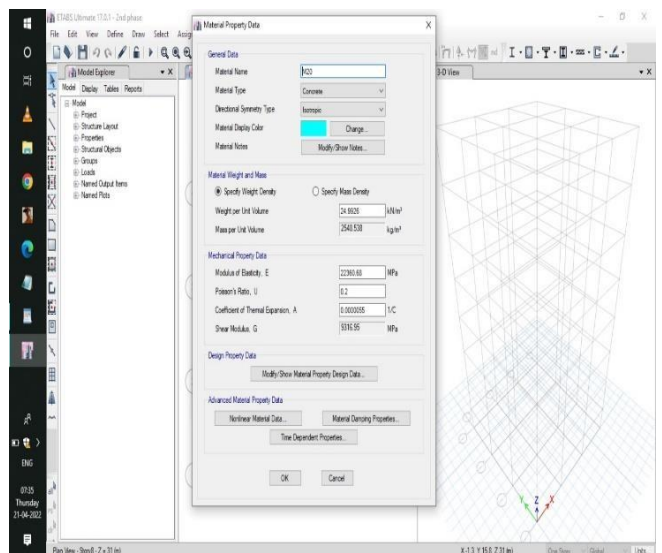 ETABS Ultimate 17.0.1 - 2nd phase
File Edit View Define Draw Select
Model Explorer
Model Display Tables Reports
Model
Project
Structure Layout
Properties
Structural Objects
Groups
Loads
Named Output Items
Named Plots
Material Property Data
X
General Data
Material Name M20
Material Type Concrete
Directional Symmetry Type Isotropic
Material Display Color Change...
Material Notes Modify/Show Notes...
Material Weight and Mass
Specify Weight Density Specify Mass Density
Weight per Unit Volume 24.9926 kN/m³
Mass per Unit Volume 2548.538 kg/m³
Mechanical Property Data
Modulus of Elasticity, E 22360.68 MPa
Poisson's Ratio, U 0.2
Coefficient of Thermal Expansion, A 0.0000055 1/C
Shear Modulus, G 9316.95 MPa
Design Property Data
Modify/Show Material Property Design Data...
Advanced Material Property Data
Nonlinear Material Data... Material Damping Properties...
Time Dependent Properties...
OK Cancel
3-D View
Z
Y X
ENG
07:35
Thursday
21-04-2022
Units